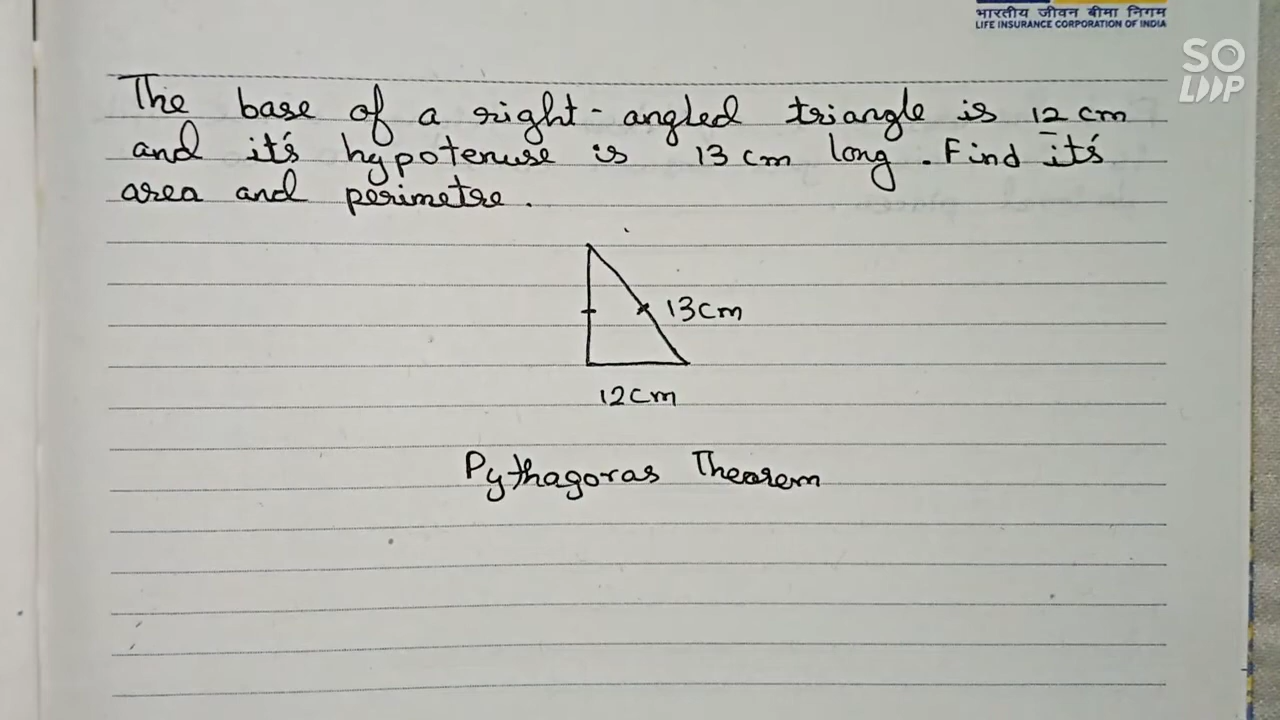 भारतीय जीवन बीमा निगम
LIFE INSURANCE CORPORATION OF INDIA
SO
LOOP
The base of a right-angled triangle is 12 cm
and it's hypotenuse is 13 cm long. Find it's
area and perimetre.
13cm
12cm
Pythagoras Theorem